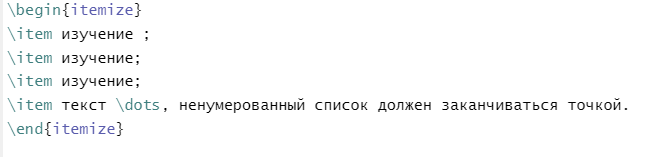 \begin{itemize}
\item изучение ;
\item изучение;
\item изучение;
\item текст \dots, ненумерованный список должен заканчиваться точкой.
\end{itemize}